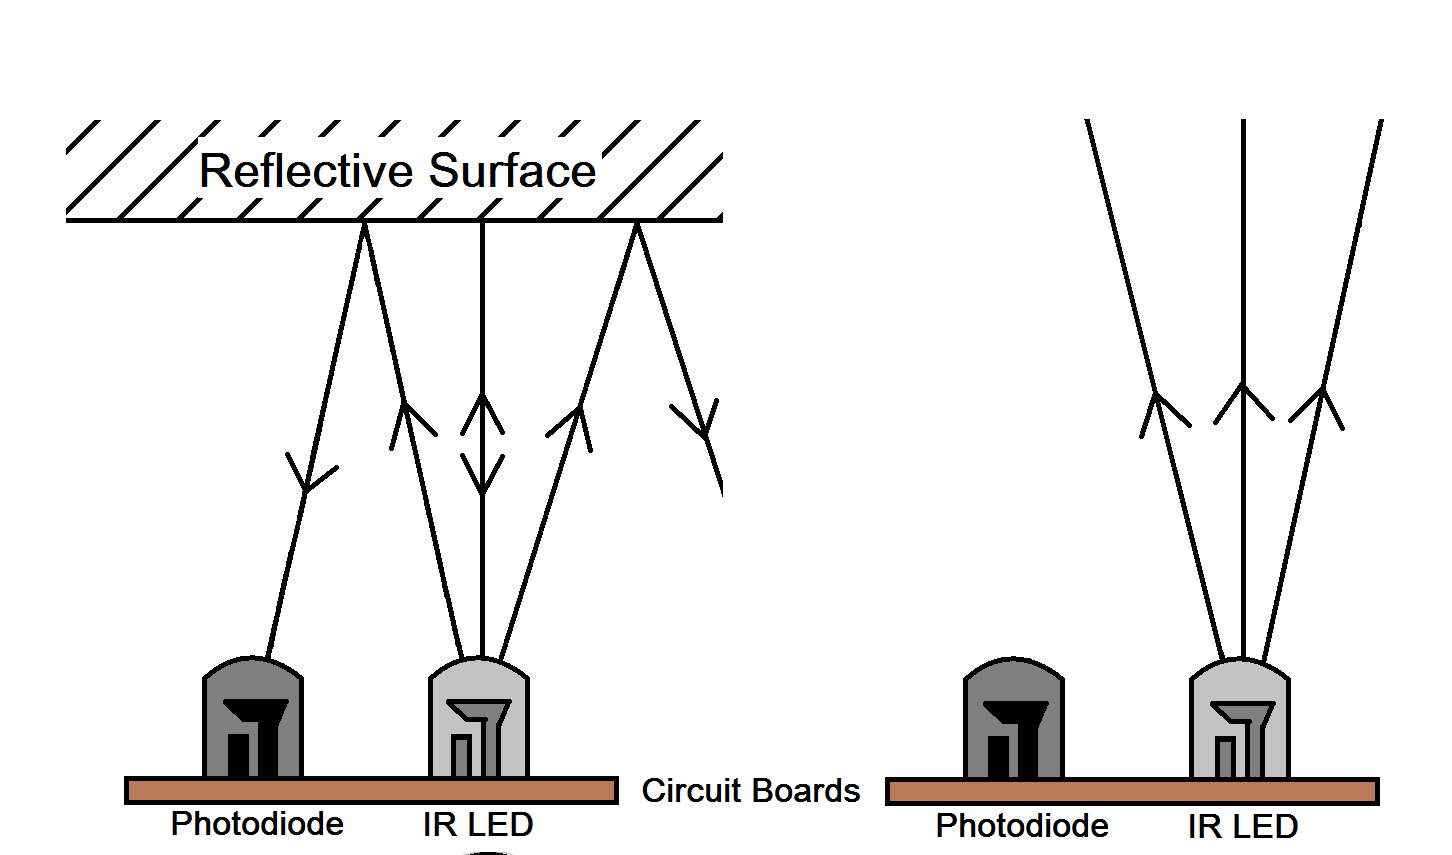 Reflective Surface
Circuit Boards
Photodiode
IR LED
Photodiode
IR LED